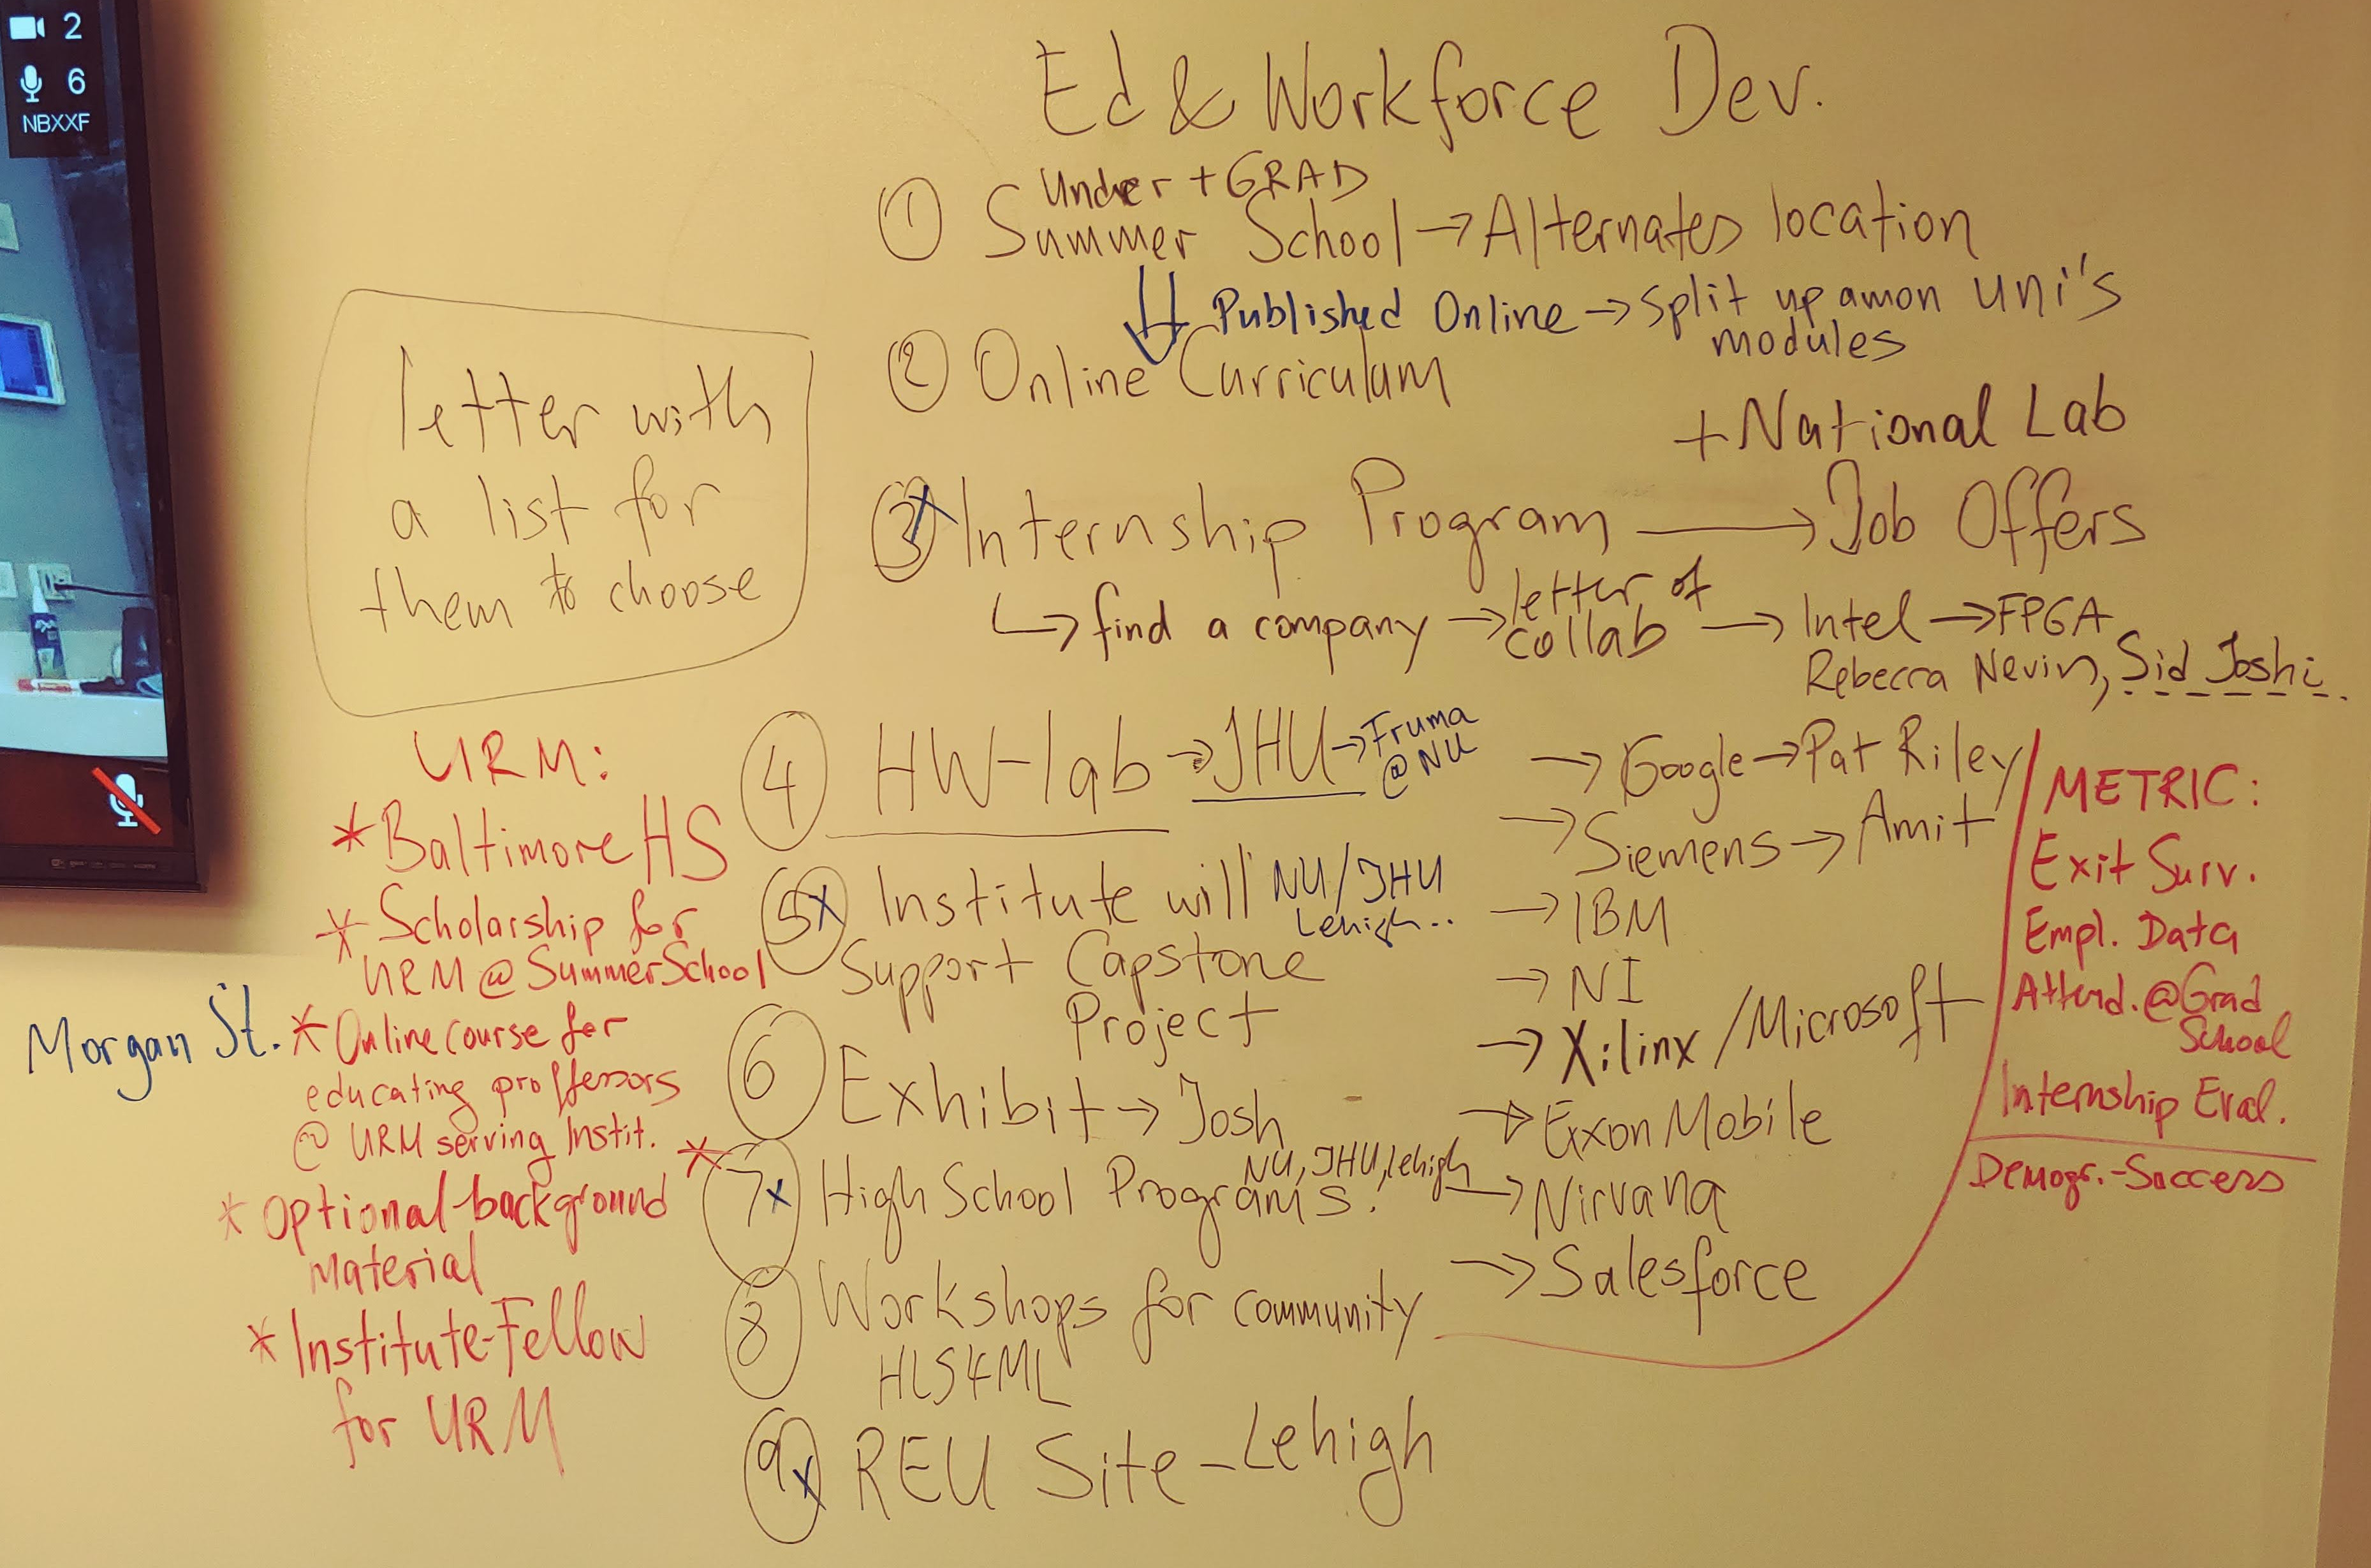 2
6
NBXXF
Ed & Workforce Dev.
Under + GRAD
① Summer School → Alternates location
Published Online → Split up amon uni's
modules
② Online Curriculum
+ National Lab
③ x Internship Program → Job Offers
↳ find a company → letter of
collab → Intel → FPGA
Rebecca Nevin, Sid Joshi.
④ HW-lab → JHU → Fruma
@ NU
→ Google → Pat Riley
→ Siemens → Amit
→ IBM
→ NI
→ Xilinx / Microsoft
→ Exxon Mobile
→ Nirvana
→ Salesforce
⑤ x Institute will NU/JHU
Lehigh...
Support Capstone
Project
⑥ Exhibit → Josh
* ⑦ x High School Programs! NU, JHU, Lehigh
⑧ Workshops for community
HLS4ML
⑨ x REU Site - Lehigh
letter with
a list for
them to choose
URM:
* Baltimore HS
* Scholarship for
URM @ Summer School
Morgan St.
* Online course for
educating proffessors
@ URM serving Instit.
* Optional-background
Material
* Institute-Fellow
for URM
METRIC:
Exit Surv.
Empl. Data
Attend. @ Grad
School
Internship Eval.
Demogr.-Success